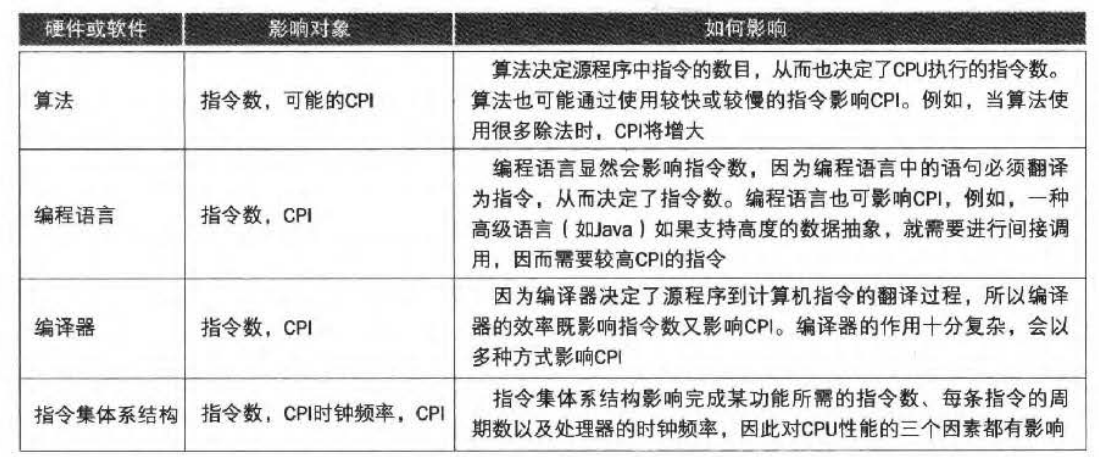 硬件或软件 影响对象 如何影响
算法 指令数，可能的CPI
算法决定源程序中指令的数目，从而也决定了CPU执行的指令数。
算法也可能通过使用较快或较慢的指令影响CPI。例如，当算法使
用很多除法时，CPI将增大
编程语言 指令数，CPI
编程语言显然会影响指令数，因为编程语言中的语句必须翻译
为指令，从而决定了指令数。编程语言也可影响CPI，例如，一种
高级语言（如Java）如果支持高度的数据抽象，就需要进行间接调
用，因而需要较高CPI的指令
编译器 指令数，CPI
因为编译器决定了源程序到计算机指令的翻译过程，所以编译
器的效率既影响指令数又影响CPI。编译器的作用十分复杂，会以
多种方式影响CPI
指令集体系结构 指令数，CPI时钟频率，CPI
指令集体系结构影响完成某功能所需的指令数、每条指令的周
期数以及处理器的时钟频率，因此对CPU性能的三个因素都有影响